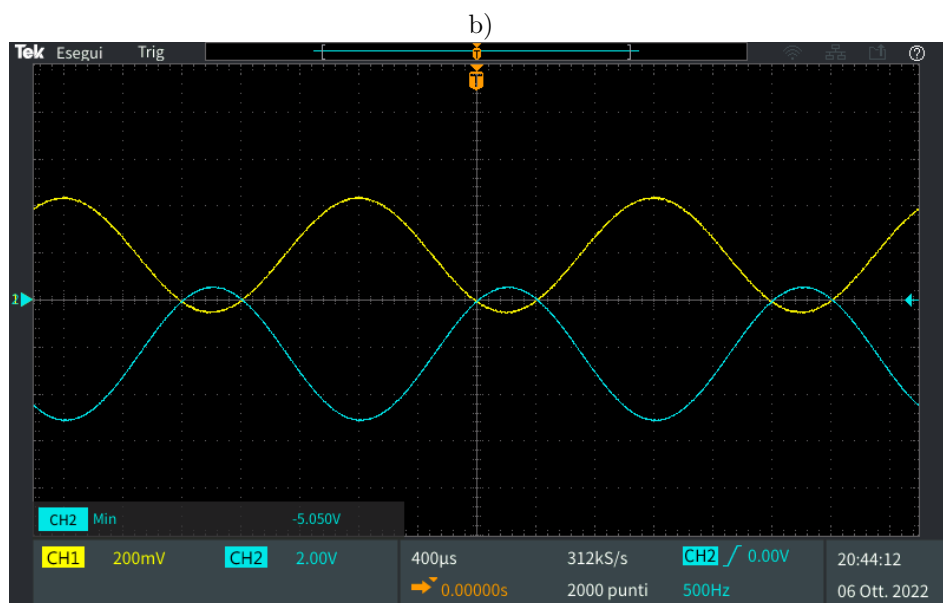 b)
Tek Esegui Trig
T
T
1
CH2 Min -5.050V
CH1 200mV CH2 2.00V 400µs 312kS/s CH2 0.00V 20:44:12
0.00000s 2000 punti 500Hz 06 Ott. 2022